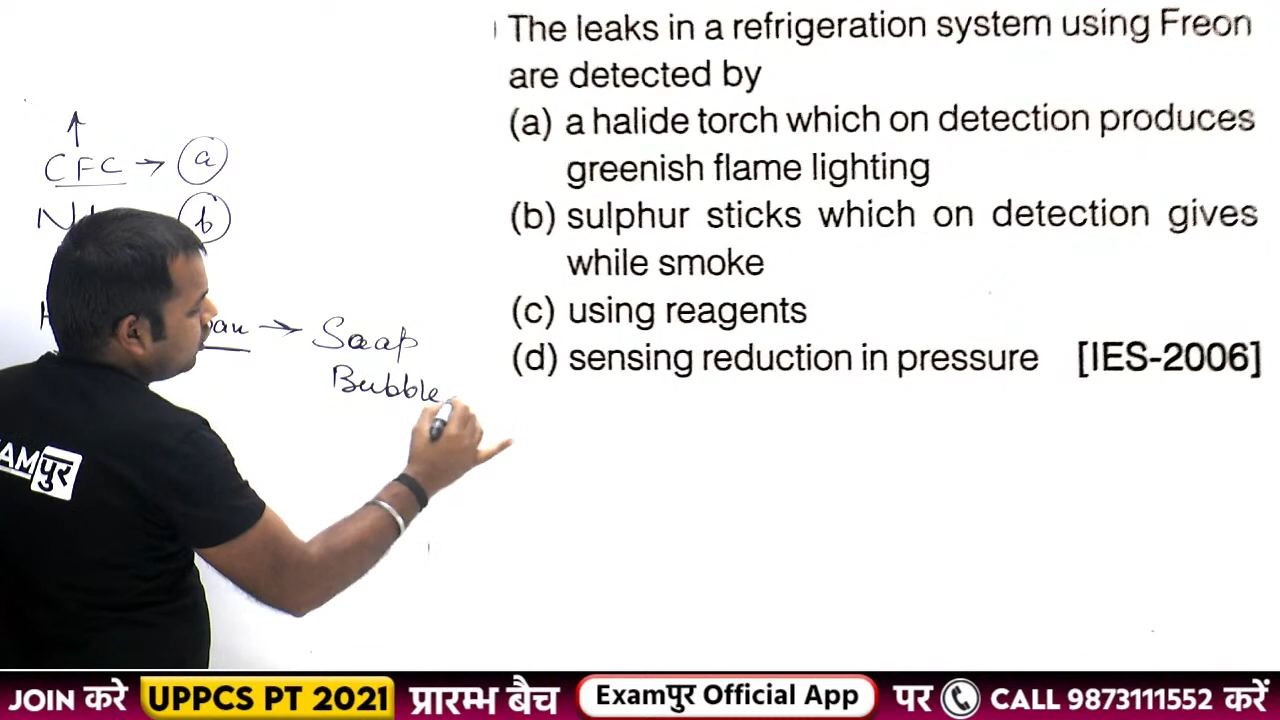 The leaks in a refrigeration system using Freon
are detected by
(a) a halide torch which on detection produces
greenish flame lighting
(b) sulphur sticks which on detection gives
while smoke
(c) using reagents
(d) sensing reduction in pressure [IES-2006]
CFC → (a)
(b)
→ Soap
Bubble
AMपुर
JOIN करे UPPCS PT 2021 प्रारम्भ बैच Examपुर Official App पर CALL 9873111552 करें